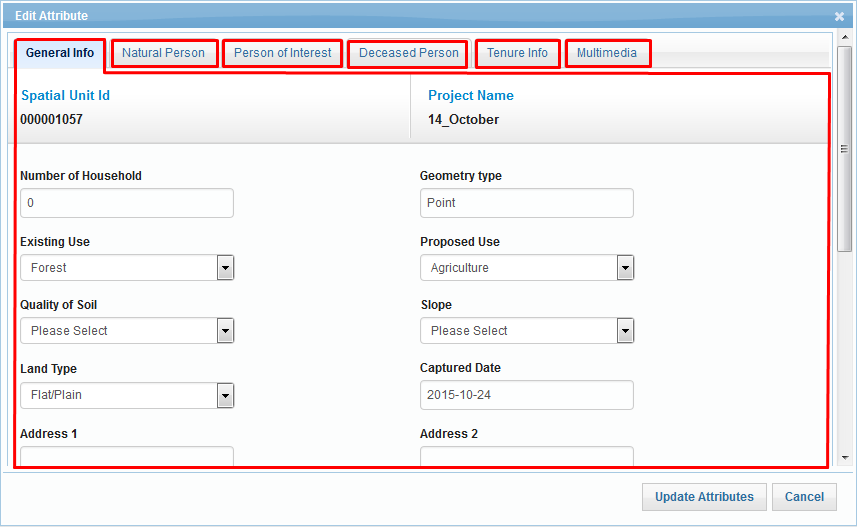 Edit Attribute
General Info Natural Person Person of Interest Deceased Person Tenure Info Multimedia
Spatial Unit Id Project Name
000001057 14_October
Number of Household Geometry type
0 Point
Existing Use Proposed Use
Forest Agriculture
Quality of Soil Slope
Please Select Please Select
Land Type Captured Date
Flat/Plain 2015-10-24
Address 1 Address 2
Update Attributes Cancel